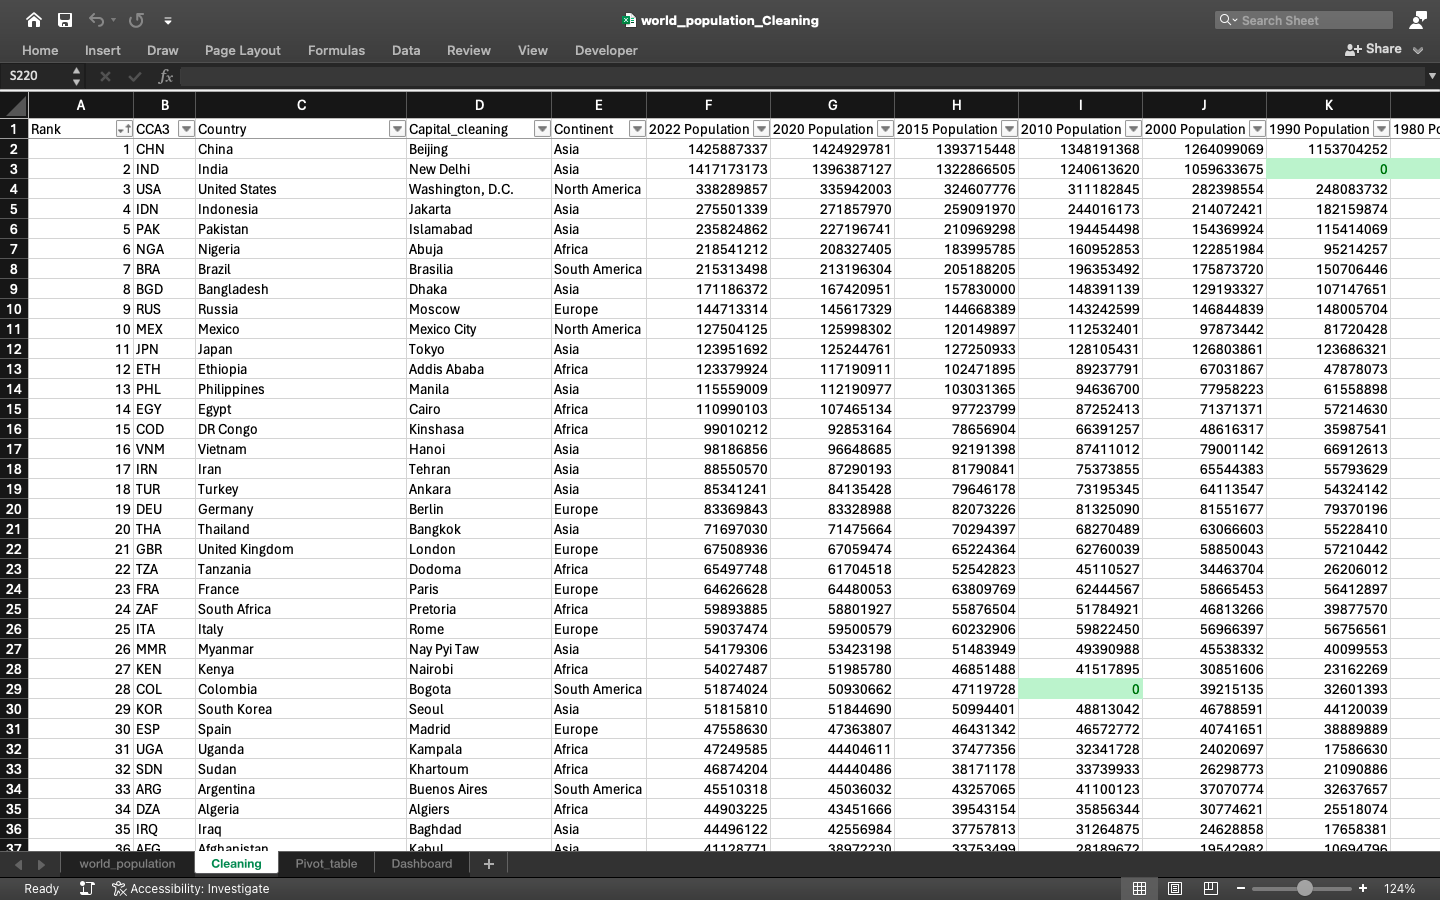 world_population_Cleaning
Search Sheet
Home Insert Draw Page Layout Formulas Data Review View Developer Share
S220 fx
A B C D E F G H I J K
1 Rank CCA3 Country Capital_cleaning Continent 2022 Population 2020 Population 2015 Population 2010 Population 2000 Population 1990 Population 1980 Po
2 1 CHN China Beijing Asia 1425887337 1424929781 1393715448 1348191368 1264099069 1153704252
3 2 IND India New Delhi Asia 1417173173 1396387127 1322866505 1240613620 1059633675 0
4 3 USA United States Washington, D.C. North America 338289857 335942003 324607776 311182845 282398554 248083732
5 4 IDN Indonesia Jakarta Asia 275501339 271857970 259091970 244016173 214072421 182159874
6 5 PAK Pakistan Islamabad Asia 235824862 227196741 210969298 194454498 154369924 115414069
7 6 NGA Nigeria Abuja Africa 218541212 208327405 183995785 160952853 122851984 95214257
8 7 BRA Brazil Brasilia South America 215313498 213196304 205188205 196353492 175873720 150706446
9 8 BGD Bangladesh Dhaka Asia 171186372 167420951 157830000 148391139 129193327 107147651
10 9 RUS Russia Moscow Europe 144713314 145617329 144668389 143242599 146844839 148005704
11 10 MEX Mexico Mexico City North America 127504125 125998302 120149897 112532401 97873442 81720428
12 11 JPN Japan Tokyo Asia 123951692 125244761 127250933 128105431 126803861 123686321
13 12 ETH Ethiopia Addis Ababa Africa 123379924 117190911 102471895 89237791 67031867 47878073
14 13 PHL Philippines Manila Asia 115559009 112190977 103031365 94636700 77958223 61558898
15 14 EGY Egypt Cairo Africa 110990103 107465134 97723799 87252413 71371371 57214630
16 15 COD DR Congo Kinshasa Africa 99010212 92853164 78656904 66391257 48616317 35987541
17 16 VNM Vietnam Hanoi Asia 98186856 96648685 92191398 87411012 79001142 66912613
18 17 IRN Iran Tehran Asia 88550570 87290193 81790841 75373855 65544383 55793629
19 18 TUR Turkey Ankara Asia 85341241 84135428 79646178 73195345 64113547 54324142
20 19 DEU Germany Berlin Europe 83369843 83328988 82073226 81325090 81551677 79370196
21 20 THA Thailand Bangkok Asia 71697030 71475664 70294397 68270489 63066603 55228410
22 21 GBR United Kingdom London Europe 67508936 67059474 65224364 62760039 58850043 57210442
23 22 TZA Tanzania Dodoma Africa 65497748 61704518 52542823 45110527 34463704 26206012
24 23 FRA France Paris Europe 64626628 64480053 63809769 62444567 58665453 56412897
25 24 ZAF South Africa Pretoria Africa 59893885 58801927 55876504 51784921 46813266 39877570
26 25 ITA Italy Rome Europe 59037474 59500579 60232906 59822450 56966397 56756561
27 26 MMR Myanmar Nay Pyi Taw Asia 54179306 53423198 51483949 49390988 45538332 40099553
28 27 KEN Kenya Nairobi Africa 54027487 51985780 46851488 41517895 30851606 23162269
29 28 COL Colombia Bogota South America 51874024 50930662 47119728 0 39215135 32601393
30 29 KOR South Korea Seoul Asia 51815810 51844690 50994401 48813042 46788591 44120039
31 30 ESP Spain Madrid Europe 47558630 47363807 46431342 46572772 40741651 38889889
32 31 UGA Uganda Kampala Africa 47249585 44404611 37477356 32341728 24020697 17586630
33 32 SDN Sudan Khartoum Africa 46874204 44440486 38171178 33739933 26298773 21090886
34 33 ARG Argentina Buenos Aires South America 45510318 45036032 43257065 41100123 37070774 32637657
35 34 DZA Algeria Algiers Africa 44903225 43451666 39543154 35856344 30774621 25518074
36 35 IRQ Iraq Baghdad Asia 44496122 42556984 37757813 31264875 24628858 17658381
37 36 AFG Afghanistan Kabul Asia 41128771 38972230 33753499 28189672 19542982 10694796
world_population Cleaning Pivot_table Dashboard
Ready Accessibility: Investigate 124%